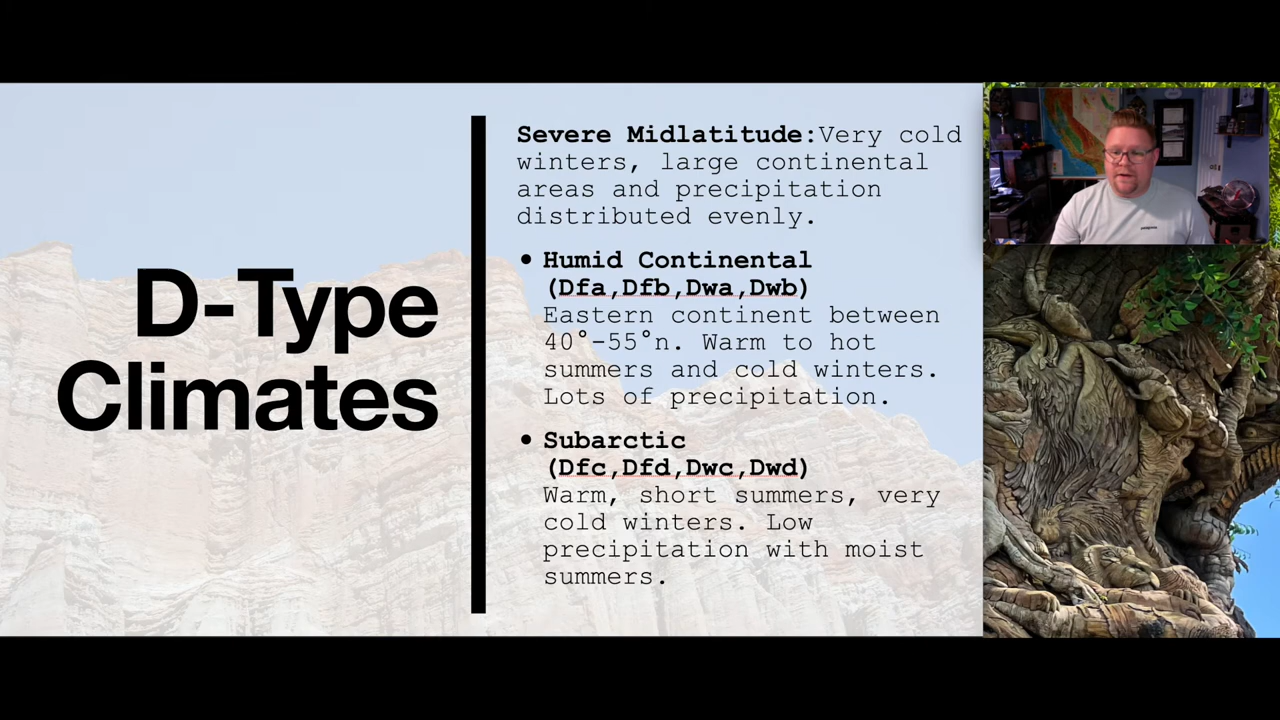 D-Type
Climates
Severe Midlatitude:Very cold
winters, large continental
areas and precipitation
distributed evenly.
• Humid Continental
(Dfa,Dfb,Dwa,Dwb)
Eastern continent between
40°-55°n. Warm to hot
summers and cold winters.
Lots of precipitation.
• Subarctic
(Dfc,Dfd,Dwc,Dwd)
Warm, short summers, very
cold winters. Low
precipitation with moist
summers.